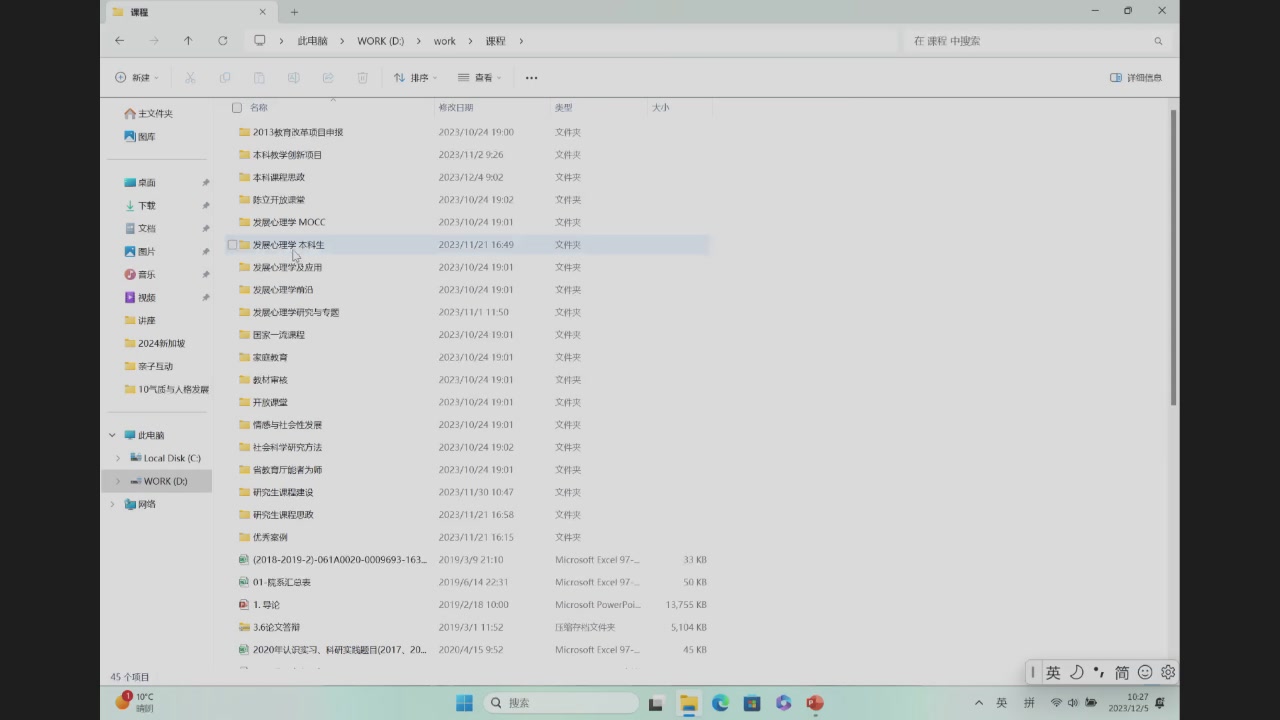 课程
此电脑 WORK (D:) work 课程
在 课程 中搜索
新建 排序 查看 详细信息
名称 修改日期 类型 大小
主文件夹
图库
桌面
下载
文档
图片
音乐
视频
讲座
2024新加坡
亲子互动
10气质与人格发展
此电脑
Local Disk (C:)
WORK (D:)
网络
2013教育改革项目申报 2023/10/24 19:00 文件夹
本科教学创新项目 2023/11/2 9:26 文件夹
本科课程思政 2023/12/4 9:02 文件夹
陈立开放课堂 2023/10/24 19:02 文件夹
发展心理学 MOCC 2023/10/24 19:01 文件夹
发展心理学 本科生 2023/11/21 16:49 文件夹
发展心理学及应用 2023/10/24 19:01 文件夹
发展心理学前沿 2023/10/24 19:01 文件夹
发展心理学研究与专题 2023/11/1 11:50 文件夹
国家一流课程 2023/10/24 19:01 文件夹
家庭教育 2023/10/24 19:01 文件夹
教材审核 2023/10/24 19:01 文件夹
开放课堂 2023/10/24 19:01 文件夹
情感与社会性发展 2023/10/24 19:01 文件夹
社会科学研究方法 2023/10/24 19:02 文件夹
省教育厅能者为师 2023/10/24 19:01 文件夹
研究生课程建设 2023/11/30 10:47 文件夹
研究生课程思政 2023/11/21 16:58 文件夹
优秀案例 2023/11/21 16:15 文件夹
(2018-2019-2)-061A0020-0009693-163... 2019/3/9 21:10 Microsoft Excel 97-... 33 KB
01-院系汇总表 2019/6/14 22:31 Microsoft Excel 97-... 50 KB
1. 导论 2019/2/18 10:00 Microsoft PowerPoi... 13,755 KB
3.6论文答辩 2019/3/1 11:52 压缩存档文件夹 5,104 KB
2020年认识实习、科研实践题目(2017、20... 2020/4/15 9:52 Microsoft Excel 97-... 45 KB
45 个项目
英 简
1 10°C
晴朗
搜索
英 拼
10:27
2023/12/5